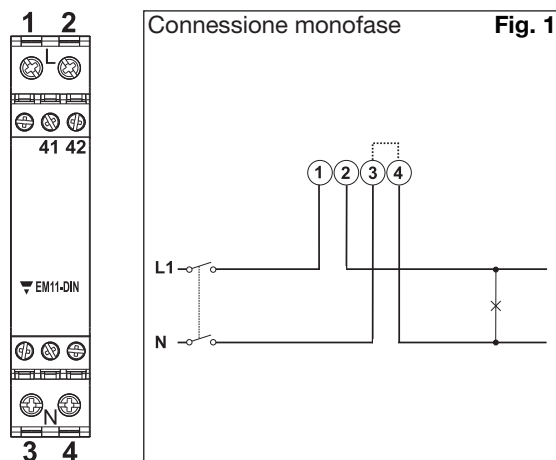 1 2
L
41 42
EM11-DIN
N
3 4
Connessione monofase Fig. 1
1 2 3 4
L1
N